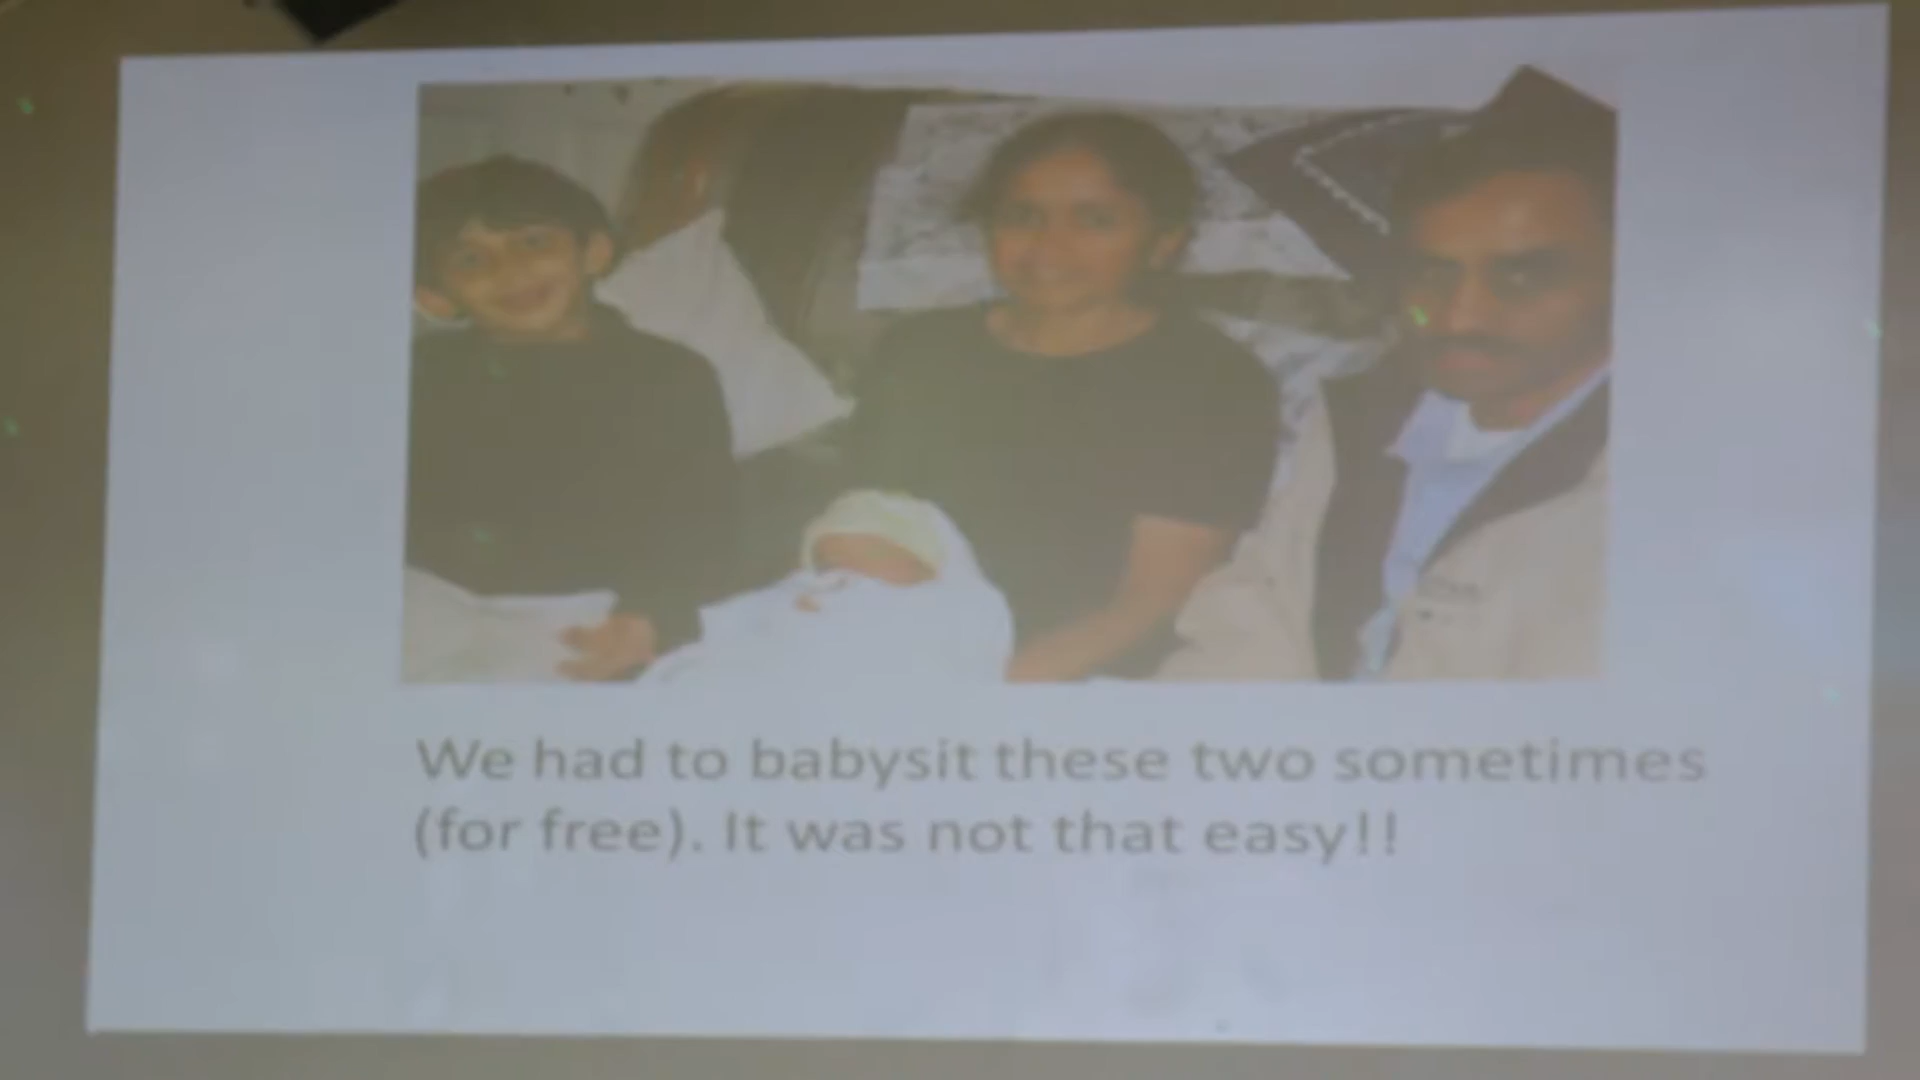 We had to babysit these two sometimes
(for free). It was not that easy!!